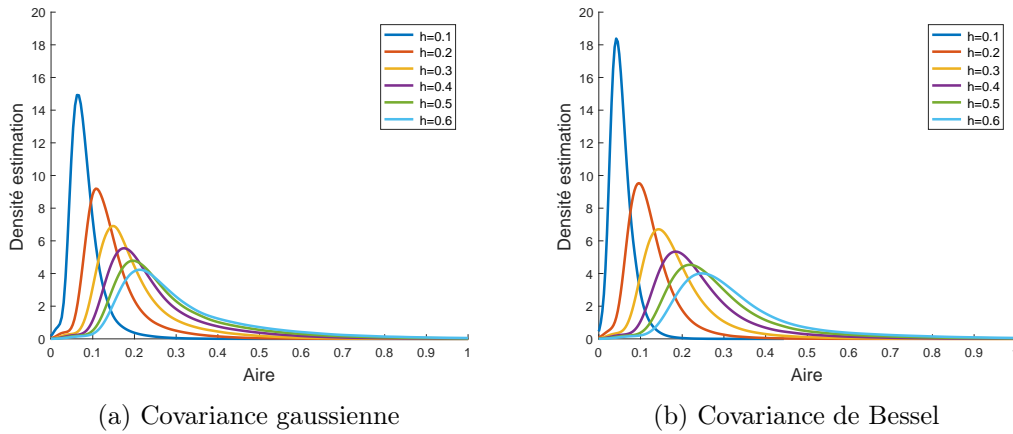 20
18
16
14
12
10
8
6
4
2
0
Densité estimation
0 0.1 0.2 0.3 0.4 0.5 0.6 0.7 0.8 0.9 1
Aire
h=0.1
h=0.2
h=0.3
h=0.4
h=0.5
h=0.6
(a) Covariance gaussienne
20
18
16
14
12
10
8
6
4
2
0
Densité estimation
0 0.1 0.2 0.3 0.4 0.5 0.6 0.7 0.8 0.9
Aire
h=0.1
h=0.2
h=0.3
h=0.4
h=0.5
h=0.6
(b) Covariance de Bessel